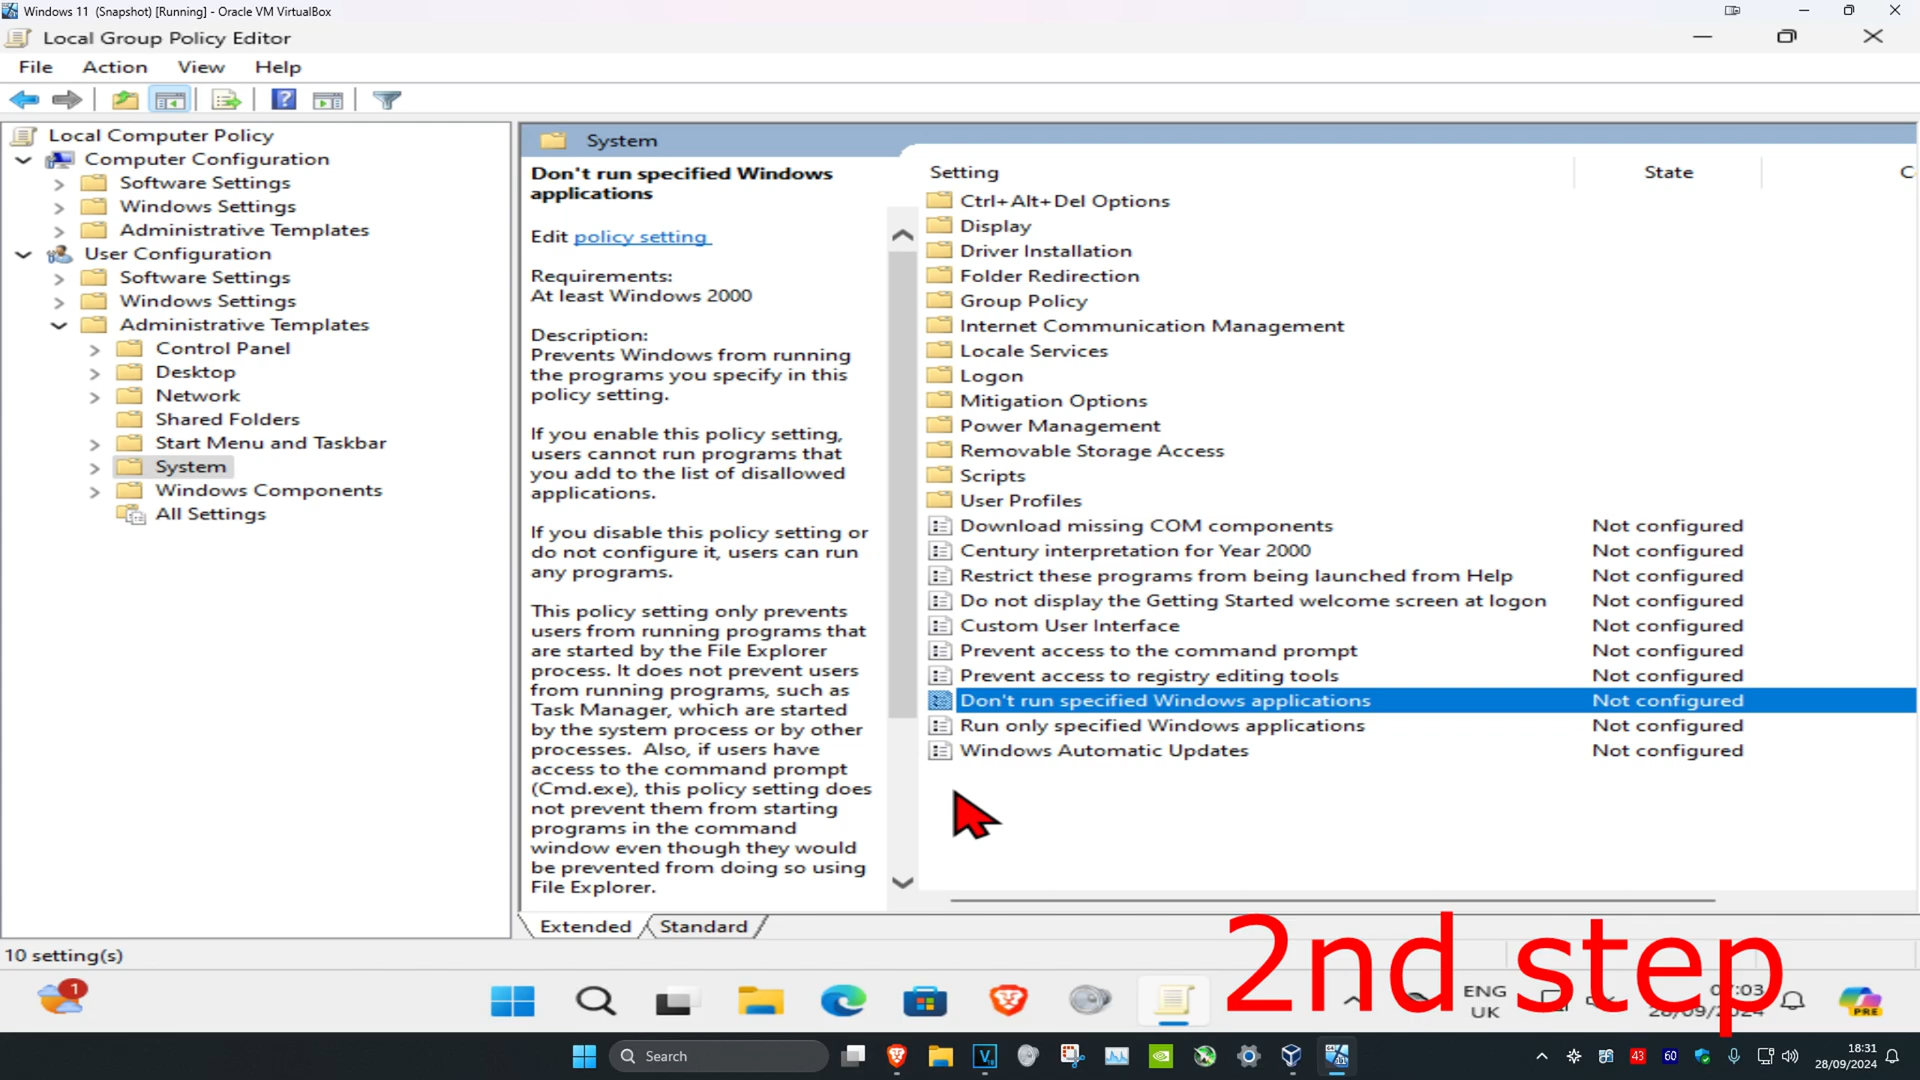 Windows 11 (Snapshot) [Running] - Oracle VM VirtualBox
Local Group Policy Editor
File Action View Help
Local Computer Policy
Computer Configuration
Software Settings
Windows Settings
Administrative Templates
User Configuration
Software Settings
Windows Settings
Administrative Templates
Control Panel
Desktop
Network
Shared Folders
Start Menu and Taskbar
System
Windows Components
All Settings
System
Don't run specified Windows
applications
Edit policy setting
Requirements:
At least Windows 2000
Description:
Prevents Windows from running
the programs you specify in this
policy setting.
If you enable this policy setting,
users cannot run programs that
you add to the list of disallowed
applications.
If you disable this policy setting or
do not configure it, users can run
any programs.
This policy setting only prevents
users from running programs that
are started by the File Explorer
process. It does not prevent users
from running programs, such as
Task Manager, which are started
by the system process or by other
processes. Also, if users have
access to the command prompt
(Cmd.exe), this policy setting does
not prevent them from starting
programs in the command
window even though they would
be prevented from doing so using
File Explorer.
Setting State C
Ctrl+Alt+Del Options
Display
Driver Installation
Folder Redirection
Group Policy
Internet Communication Management
Locale Services
Logon
Mitigation Options
Power Management
Removable Storage Access
Scripts
User Profiles
Download missing COM components Not configured
Century interpretation for Year 2000 Not configured
Restrict these programs from being launched from Help Not configured
Do not display the Getting Started welcome screen at logon Not configured
Custom User Interface Not configured
Prevent access to the command prompt Not configured
Prevent access to registry editing tools Not configured
Don't run specified Windows applications Not configured
Run only specified Windows applications Not configured
Windows Automatic Updates Not configured
Extended Standard
10 setting(s)
2nd step
1
ENG
UK
07:03
28/09/2024
PRE
Search
43
60
18:31
28/09/2024